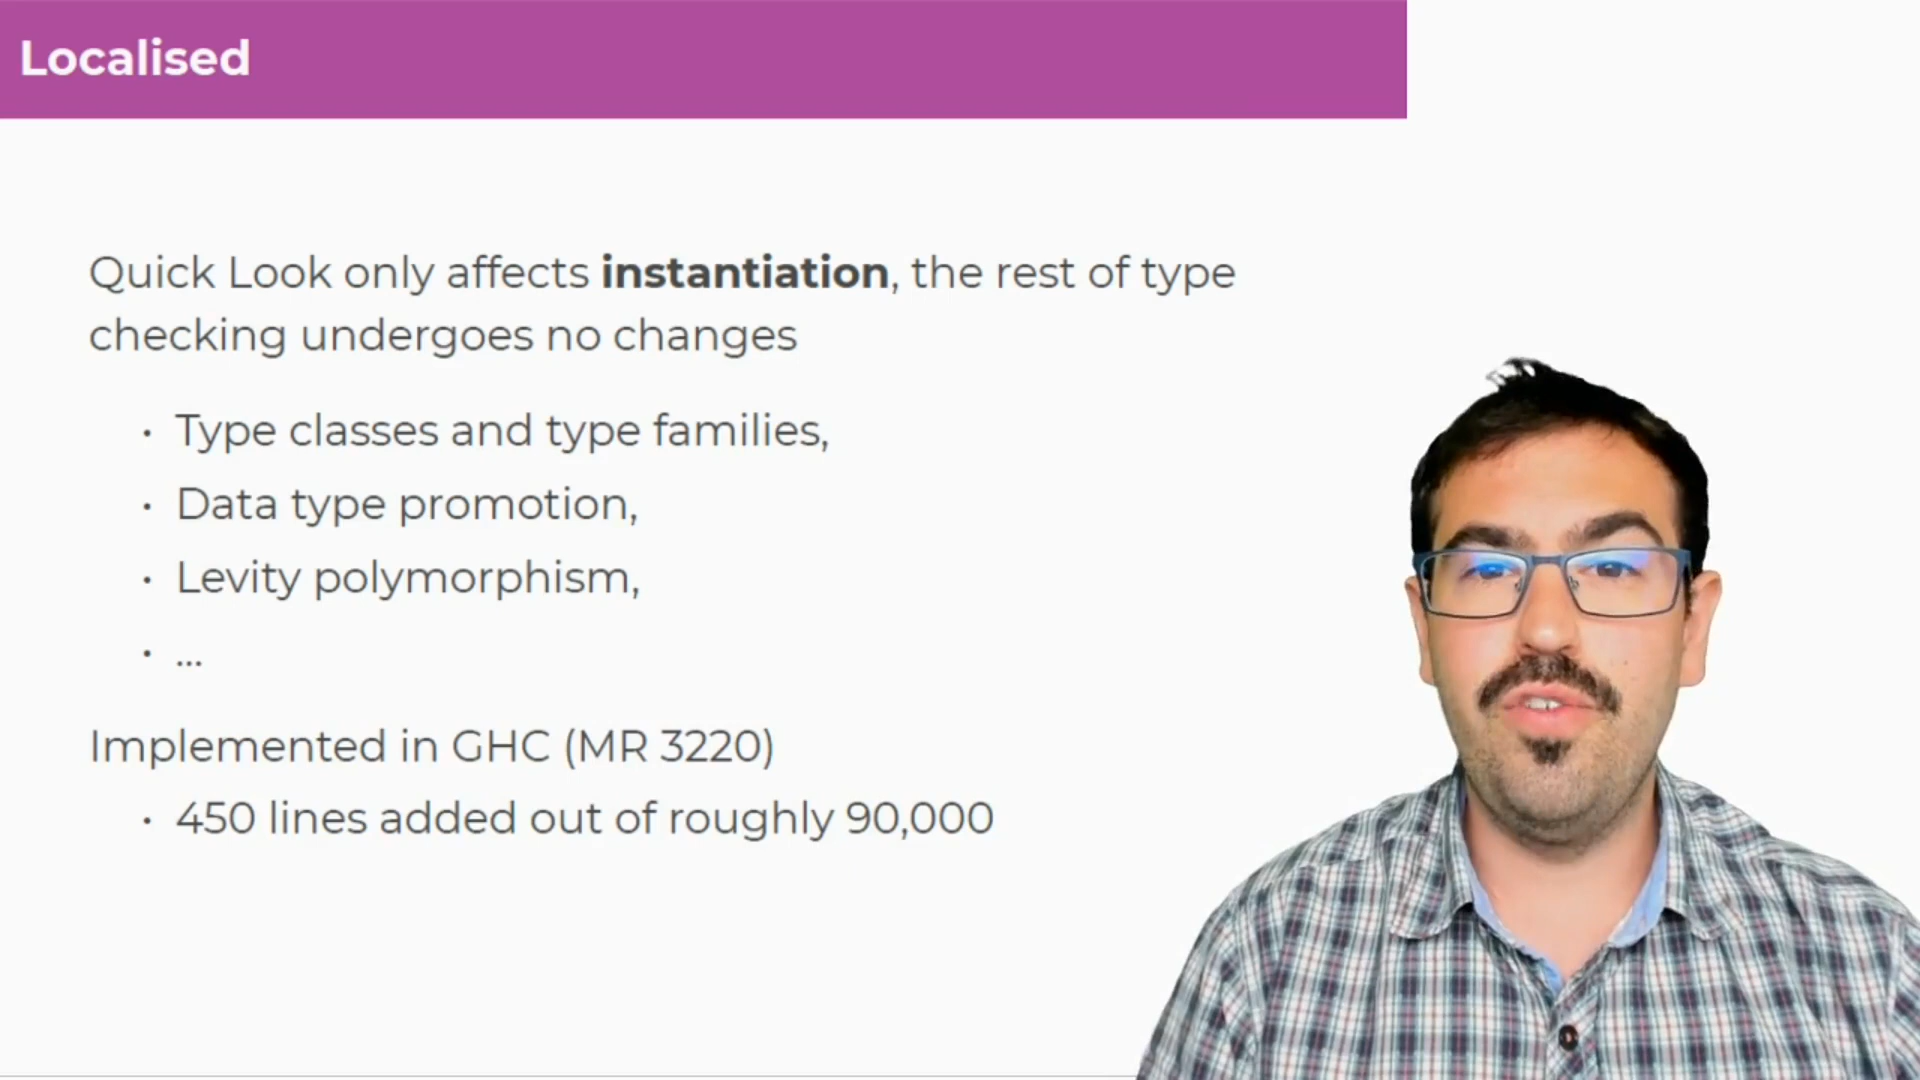 Localised
Quick Look only affects instantiation, the rest of type
checking undergoes no changes
• Type classes and type families,
• Data type promotion,
• Levity polymorphism,
• ...
Implemented in GHC (MR 3220)
• 450 lines added out of roughly 90,000